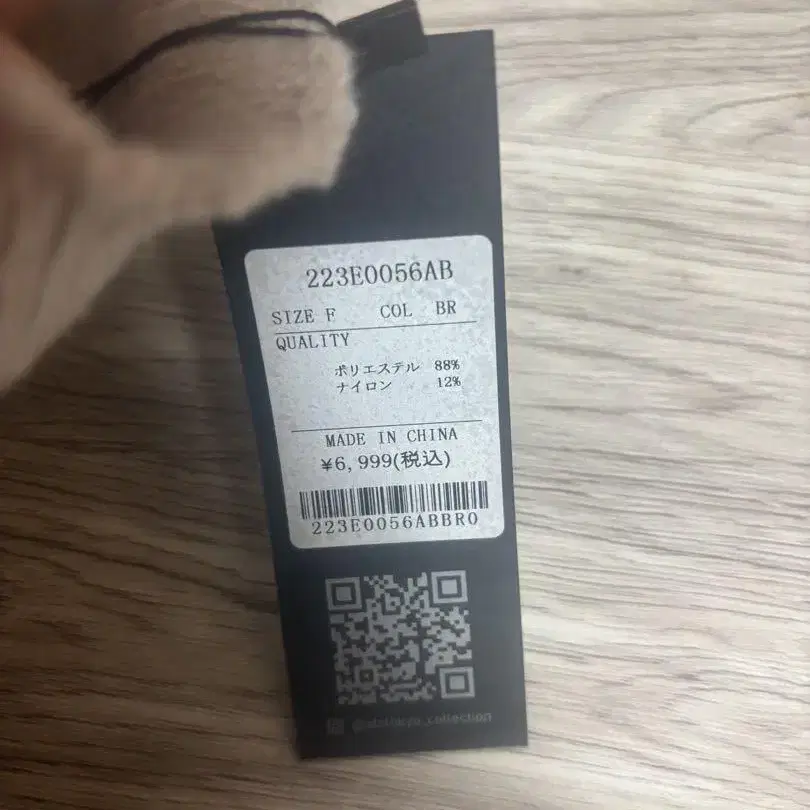 223E0056AB
SIZE F COL BR
QUALITY
ポリエステル 88%
ナイロン 12%
MADE IN CHINA
¥6,999(税込)
223E0056ABBR0